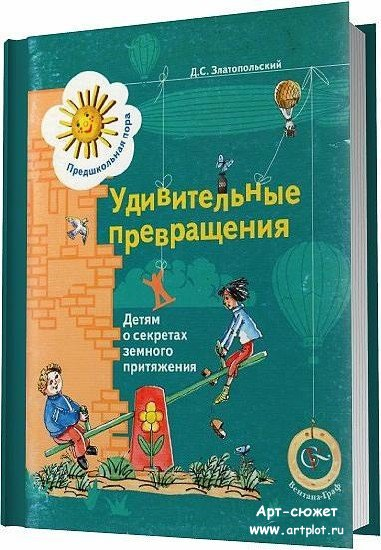 Д.С. Златопольский
Предшкольная пора
Удивительные
превращения
Детям
о секретах
земного
притяжения
Вентана-Граф
Арт-сюжет
www.artplot.ru